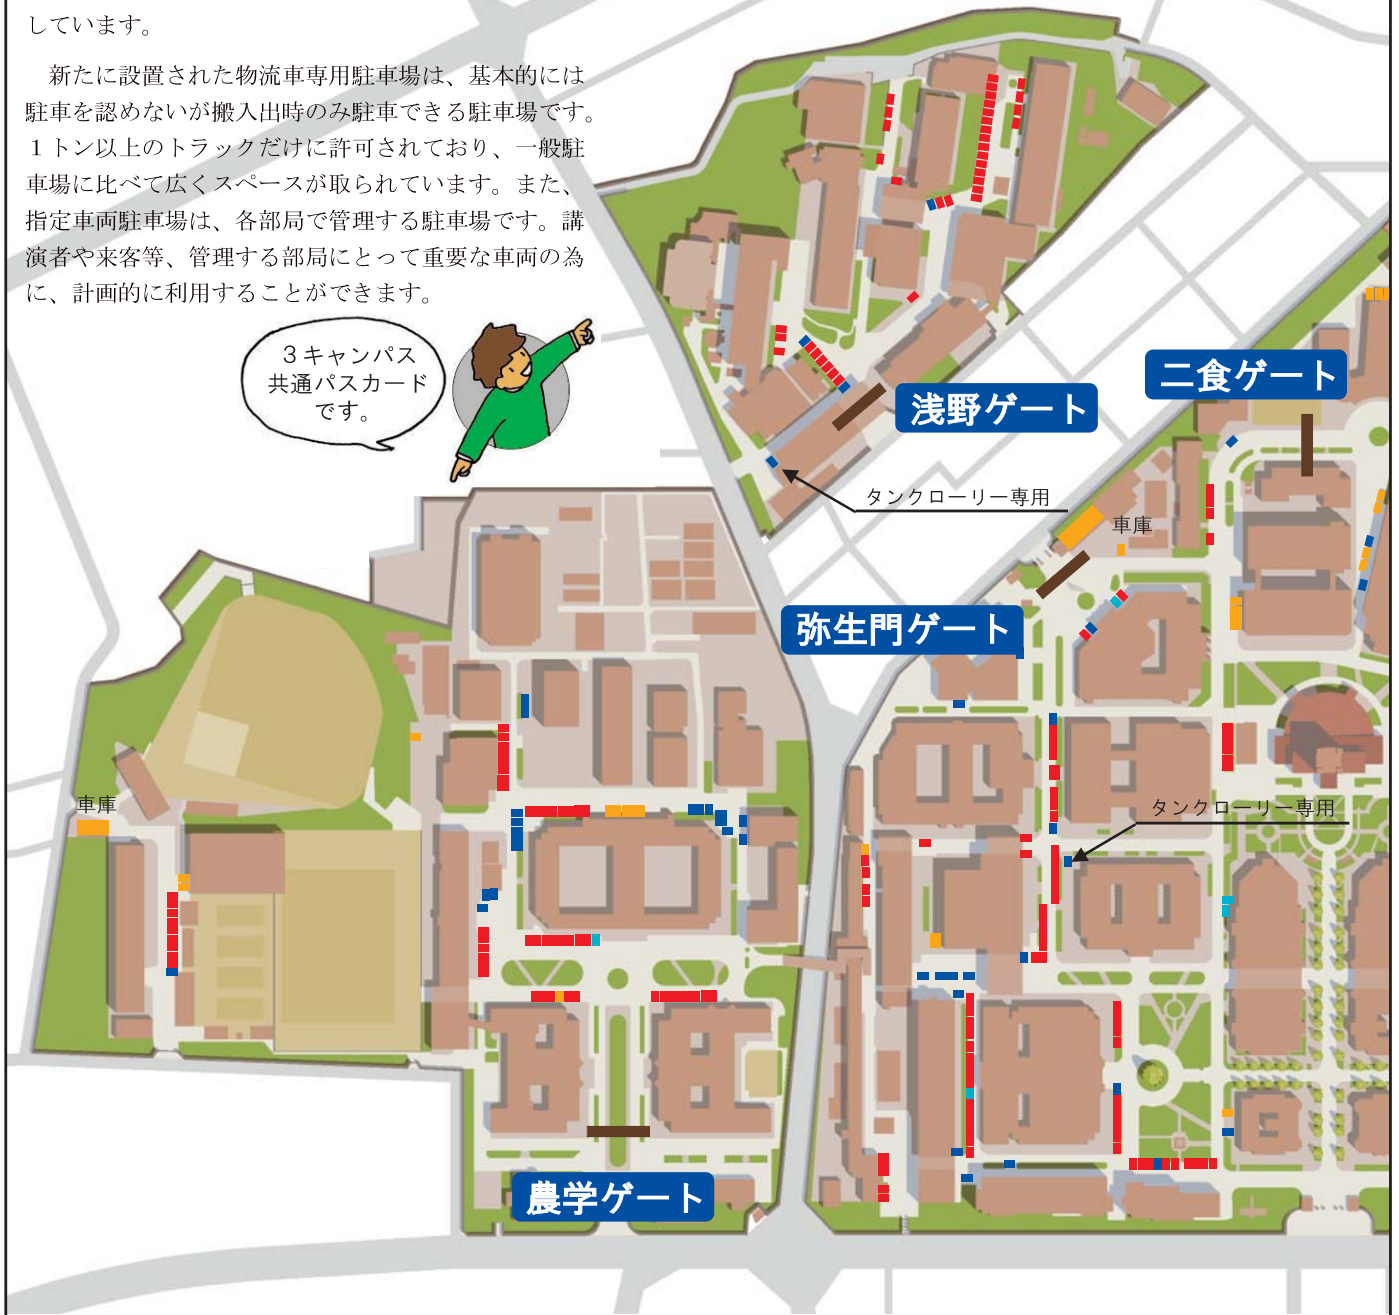 しています。
　新たに設置された物流車専用駐車場は、基本的には
駐車を認めないが搬入出時のみ駐車できる駐車場です。
１トン以上のトラックだけに許可されており、一般駐
車場に比べて広くスペースが取られています。また、
指定車両駐車場は、各部局で管理する駐車場です。講
演者や来客等、管理する部局にとって重要な車両の為
に、計画的に利用することができます。
３キャンパス
共通パスカード
です。
二食ゲート
浅野ゲート
タンクローリー専用
車庫
弥生門ゲート
車庫
タンクローリー専用
農学ゲート